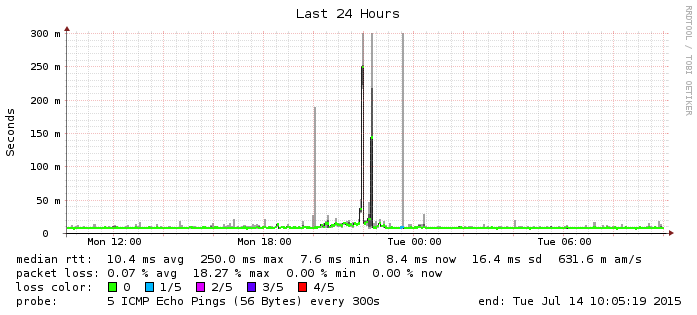 Last 24 Hours
RRDTOOL / TOBI OETIKER
Seconds
300 m
250 m
200 m
150 m
100 m
50 m
0
Mon 12:00 Mon 18:00 Tue 00:00 Tue 06:00
median rtt: 10.4 ms avg 250.0 ms max 7.6 ms min 8.4 ms now 16.4 ms sd 631.6 m am/s
packet loss: 0.07 % avg 18.27 % max 0.00 % min 0.00 % now
loss color: 0 1/5 2/5 3/5 4/5
probe: 5 ICMP Echo Pings (56 Bytes) every 300s end: Tue Jul 14 10:05:19 2015